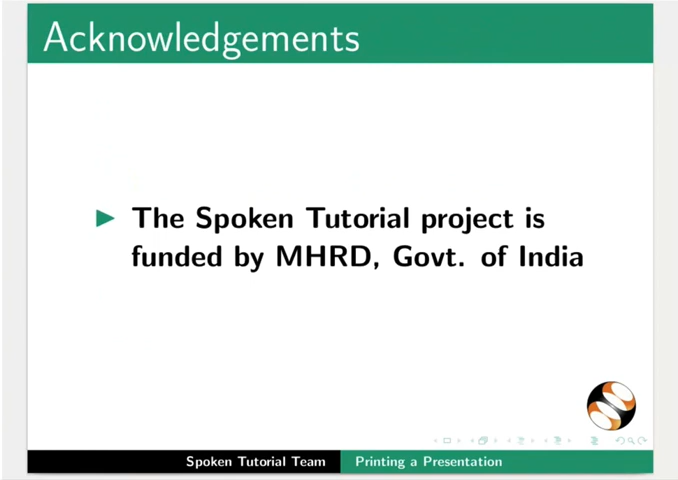 Acknowledgements
The Spoken Tutorial project is
funded by MHRD, Govt. of India
Spoken Tutorial Team Printing a Presentation